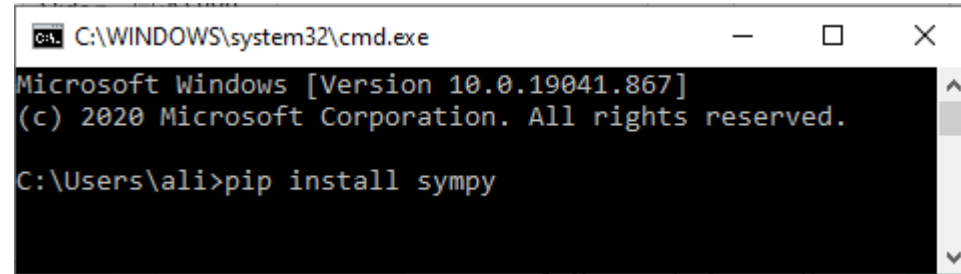 C:\WINDOWS\system32\cmd.exe
Microsoft Windows [Version 10.0.19041.867]
(c) 2020 Microsoft Corporation. All rights reserved.
C:\Users\ali>pip install sympy